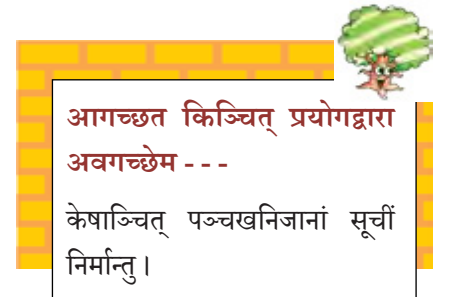 आगच्छत किञ्चित् प्रयोगद्वारा
अवगच्छेम - - -
केषाञ्चित् पञ्चखनिजानां सूचीं
निर्मान्तु।